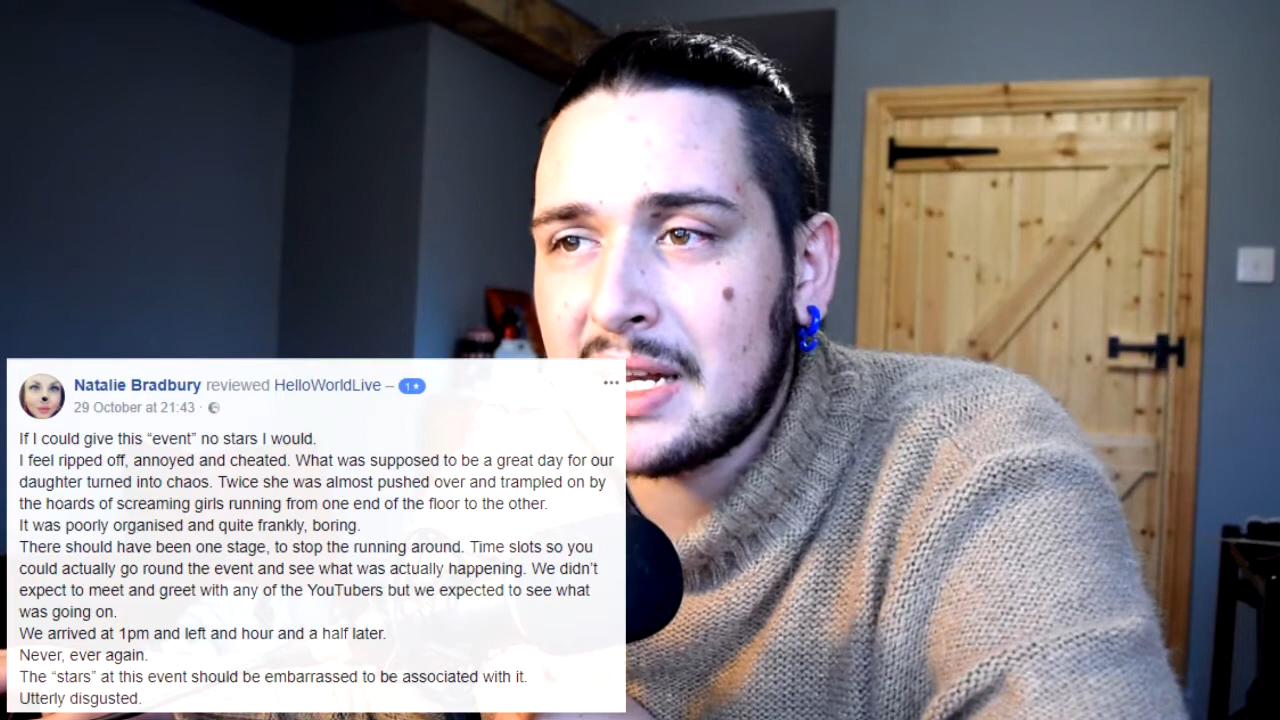 Natalie Bradbury reviewed HelloWorldLive – 1★
29 October at 21:43 ·
If I could give this “event” no stars I would.
I feel ripped off, annoyed and cheated. What was supposed to be a great day for our
daughter turned into chaos. Twice she was almost pushed over and trampled on by
the hoards of screaming girls running from one end of the floor to the other.
It was poorly organised and quite frankly, boring.
There should have been one stage, to stop the running around. Time slots so you
could actually go round the event and see what was actually happening. We didn’t
expect to meet and greet with any of the YouTubers but we expected to see what
was going on.
We arrived at 1pm and left and hour and a half later.
Never, ever again.
The “stars” at this event should be embarrassed to be associated with it.
Utterly disgusted.